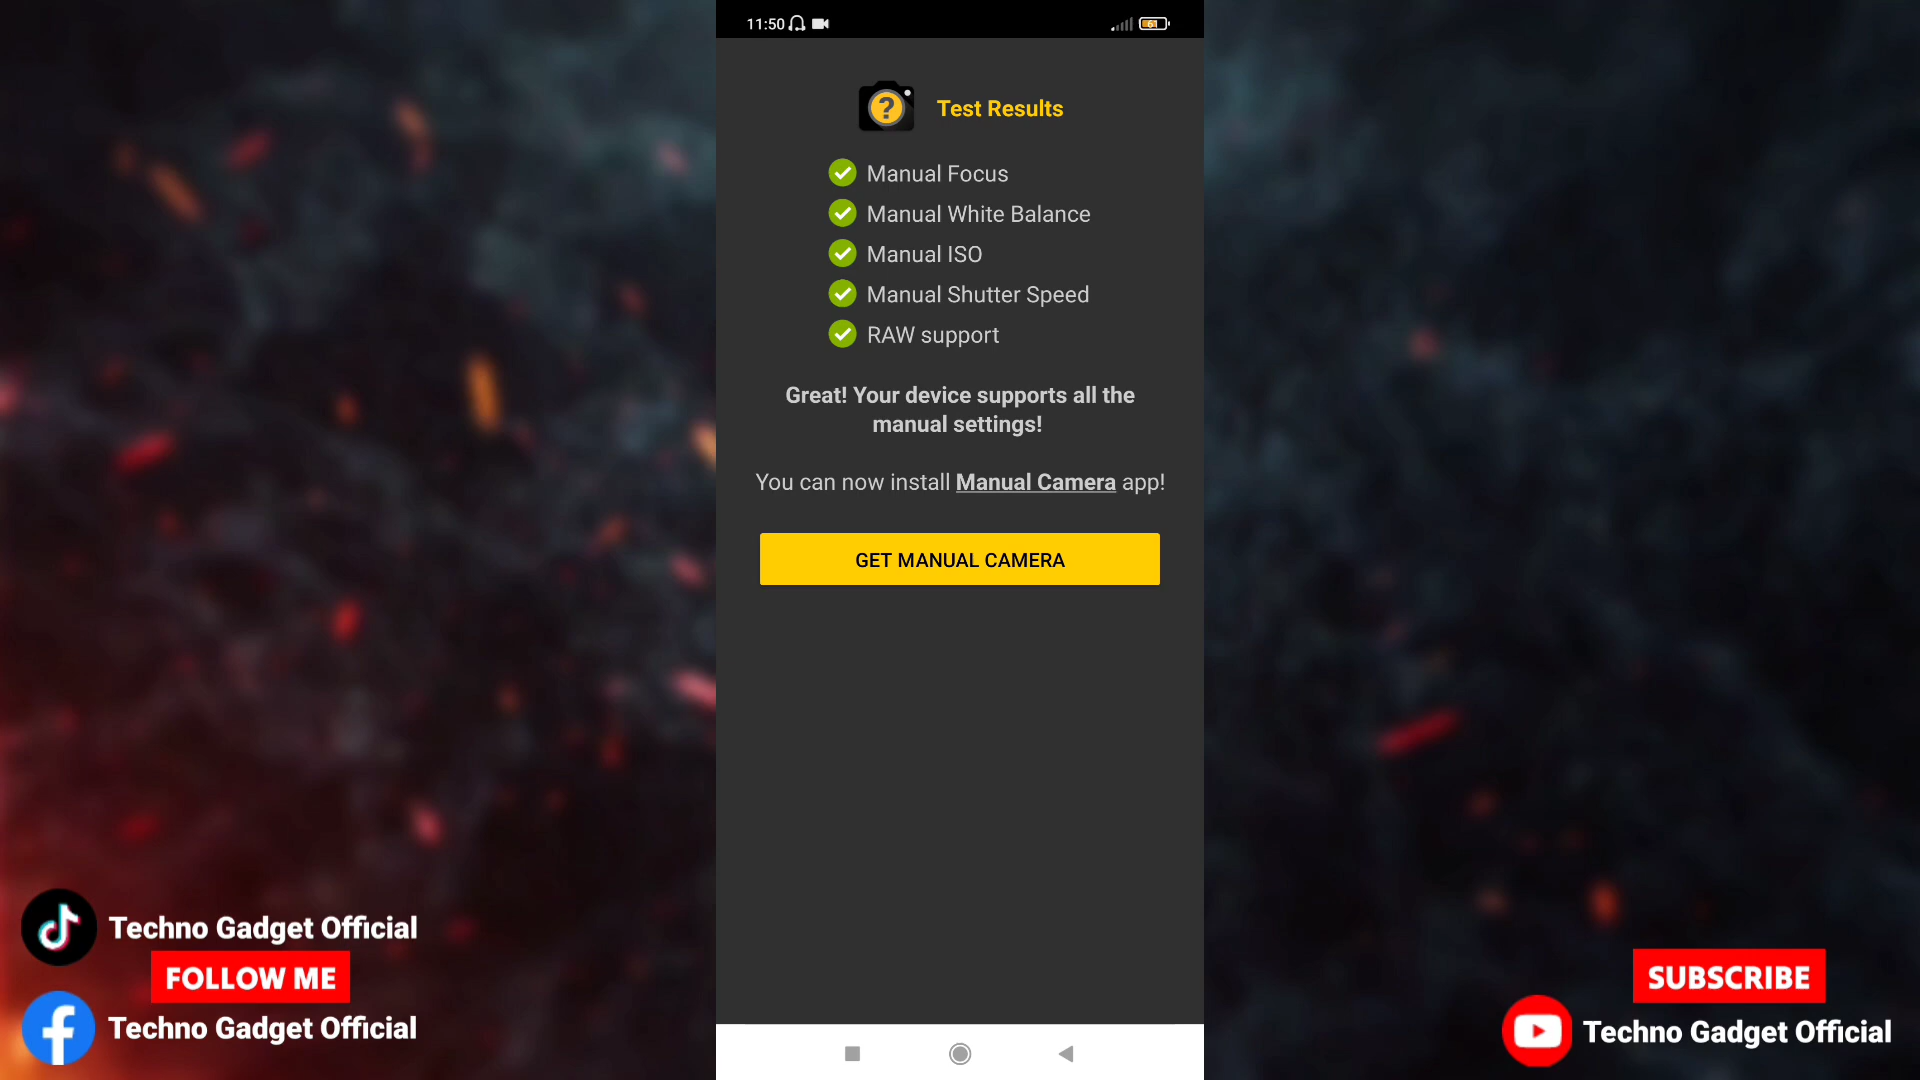 11:50
61
Test Results
Manual Focus
Manual White Balance
Manual ISO
Manual Shutter Speed
RAW support
Great! Your device supports all the
manual settings!
You can now install Manual Camera app!
GET MANUAL CAMERA
Techno Gadget Official
FOLLOW ME
Techno Gadget Official
SUBSCRIBE
Techno Gadget Official